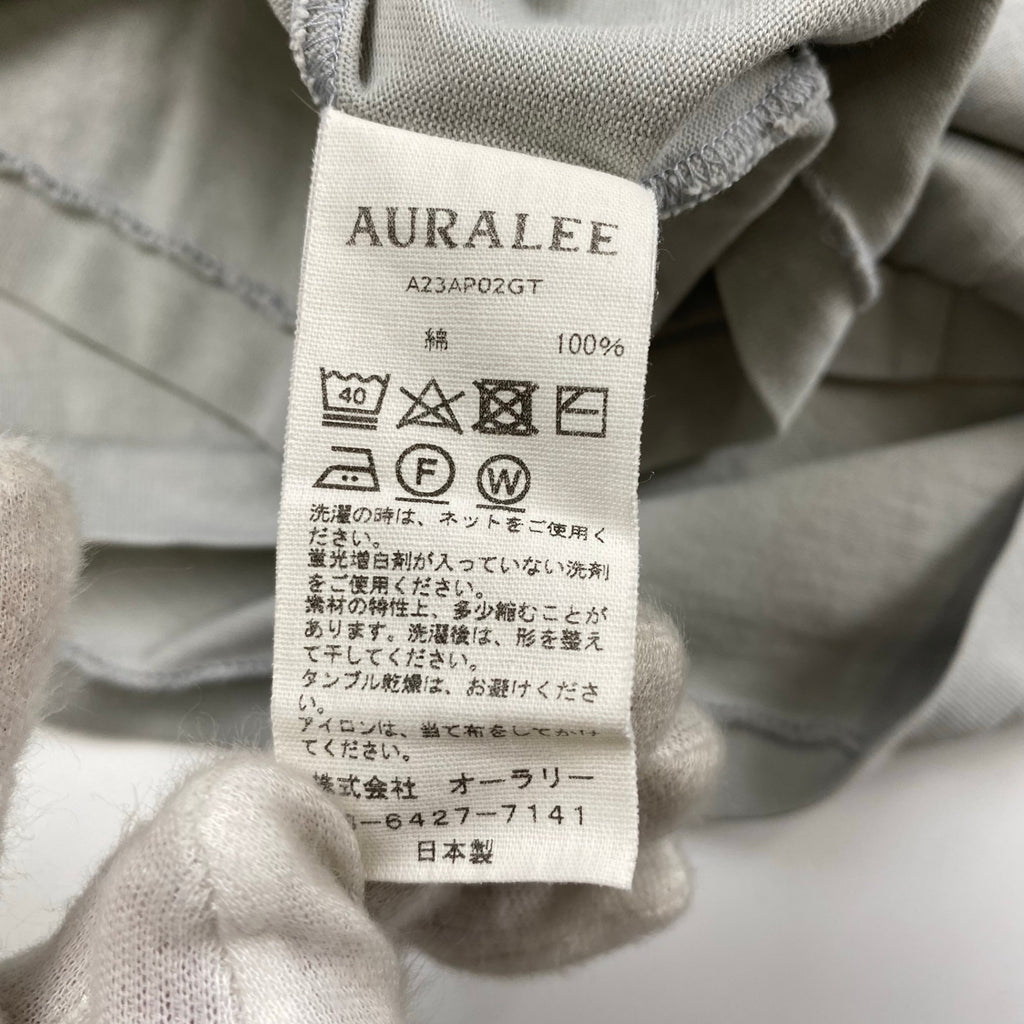 AURALEE
A23AP02GT
綿 100%
40
F W
洗濯の時は、ネットをご使用く
ださい。
蛍光増白剤が入っていない洗剤
をご使用ください。
素材の特性上、多少縮むことが
あります。洗濯後は、形を整え
て干してください。
タンブル乾燥は、お避けくださ
い。
アイロンは、当て布をしてかけ
てください。
株式会社 オーラリー
-6427-7141
日本製